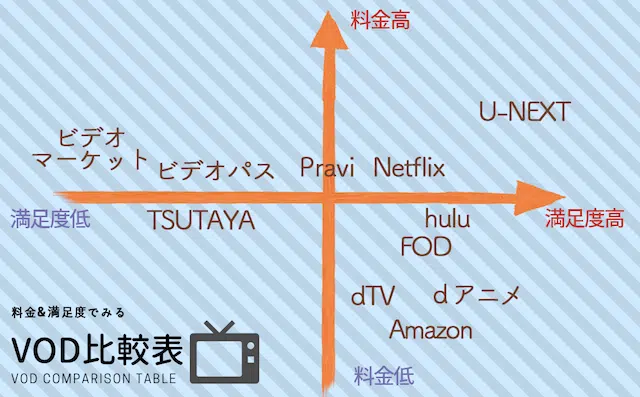 料金高
U-NEXT
ビデオ
マーケット
ビデオパス
Pravi
Netflix
満足度低
TSUTAYA
hulu
満足度高
FOD
dTV
dアニメ
Amazon
料金&満足度でみる
VOD比較表
VOD COMPARISON TABLE
料金低